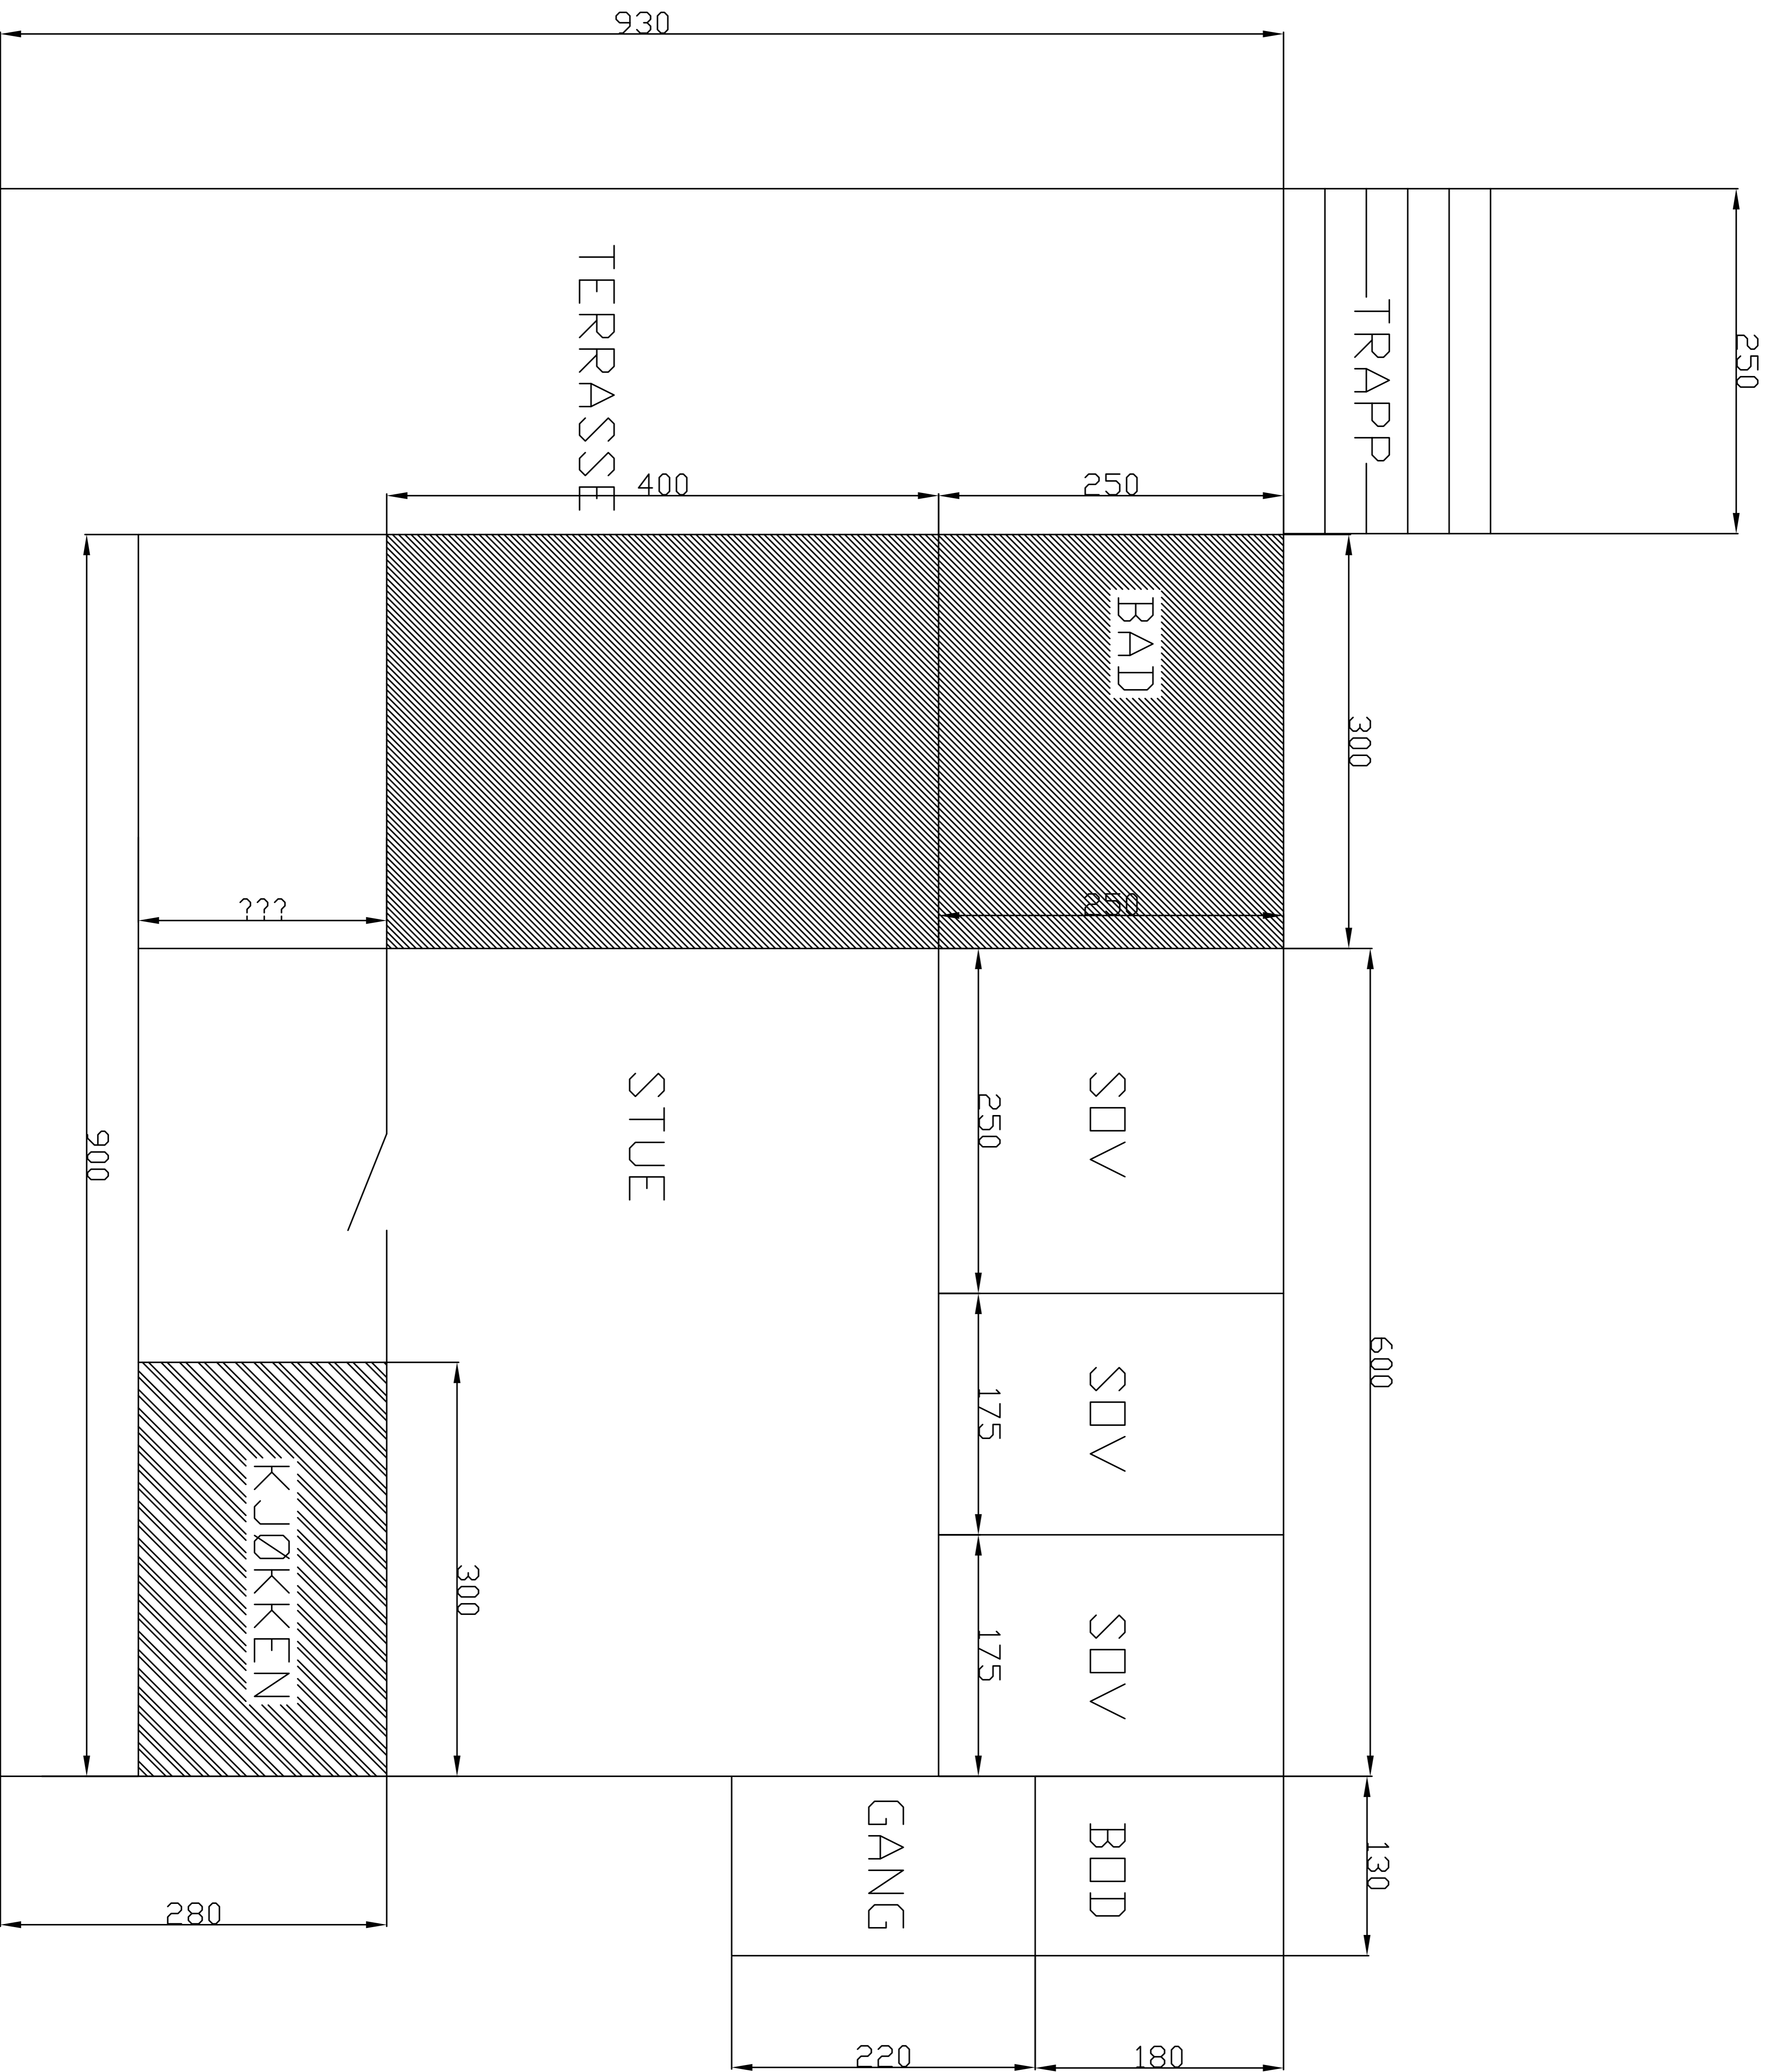 930
250
TRAPP
TERRASSE
400
250
BAD
300
250
???
STUE
250
SOV
900
600
175
SOV
KJØKKEN
300
175
SOV
GANG
BOD
130
280
220
180